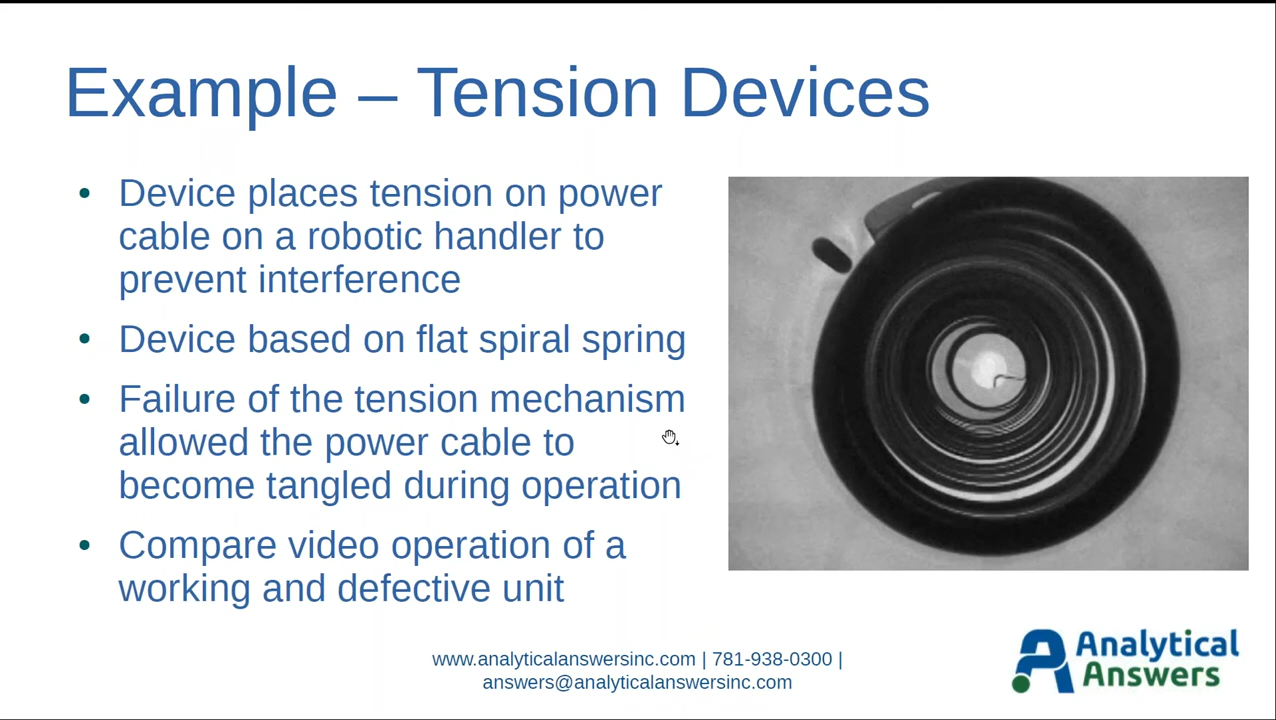 Example – Tension Devices
• Device places tension on power
cable on a robotic handler to
prevent interference
• Device based on flat spiral spring
• Failure of the tension mechanism
allowed the power cable to
become tangled during operation
• Compare video operation of a
working and defective unit
www.analyticalanswersinc.com | 781-938-0300 |
answers@analyticalanswersinc.com
Analytical
Answers